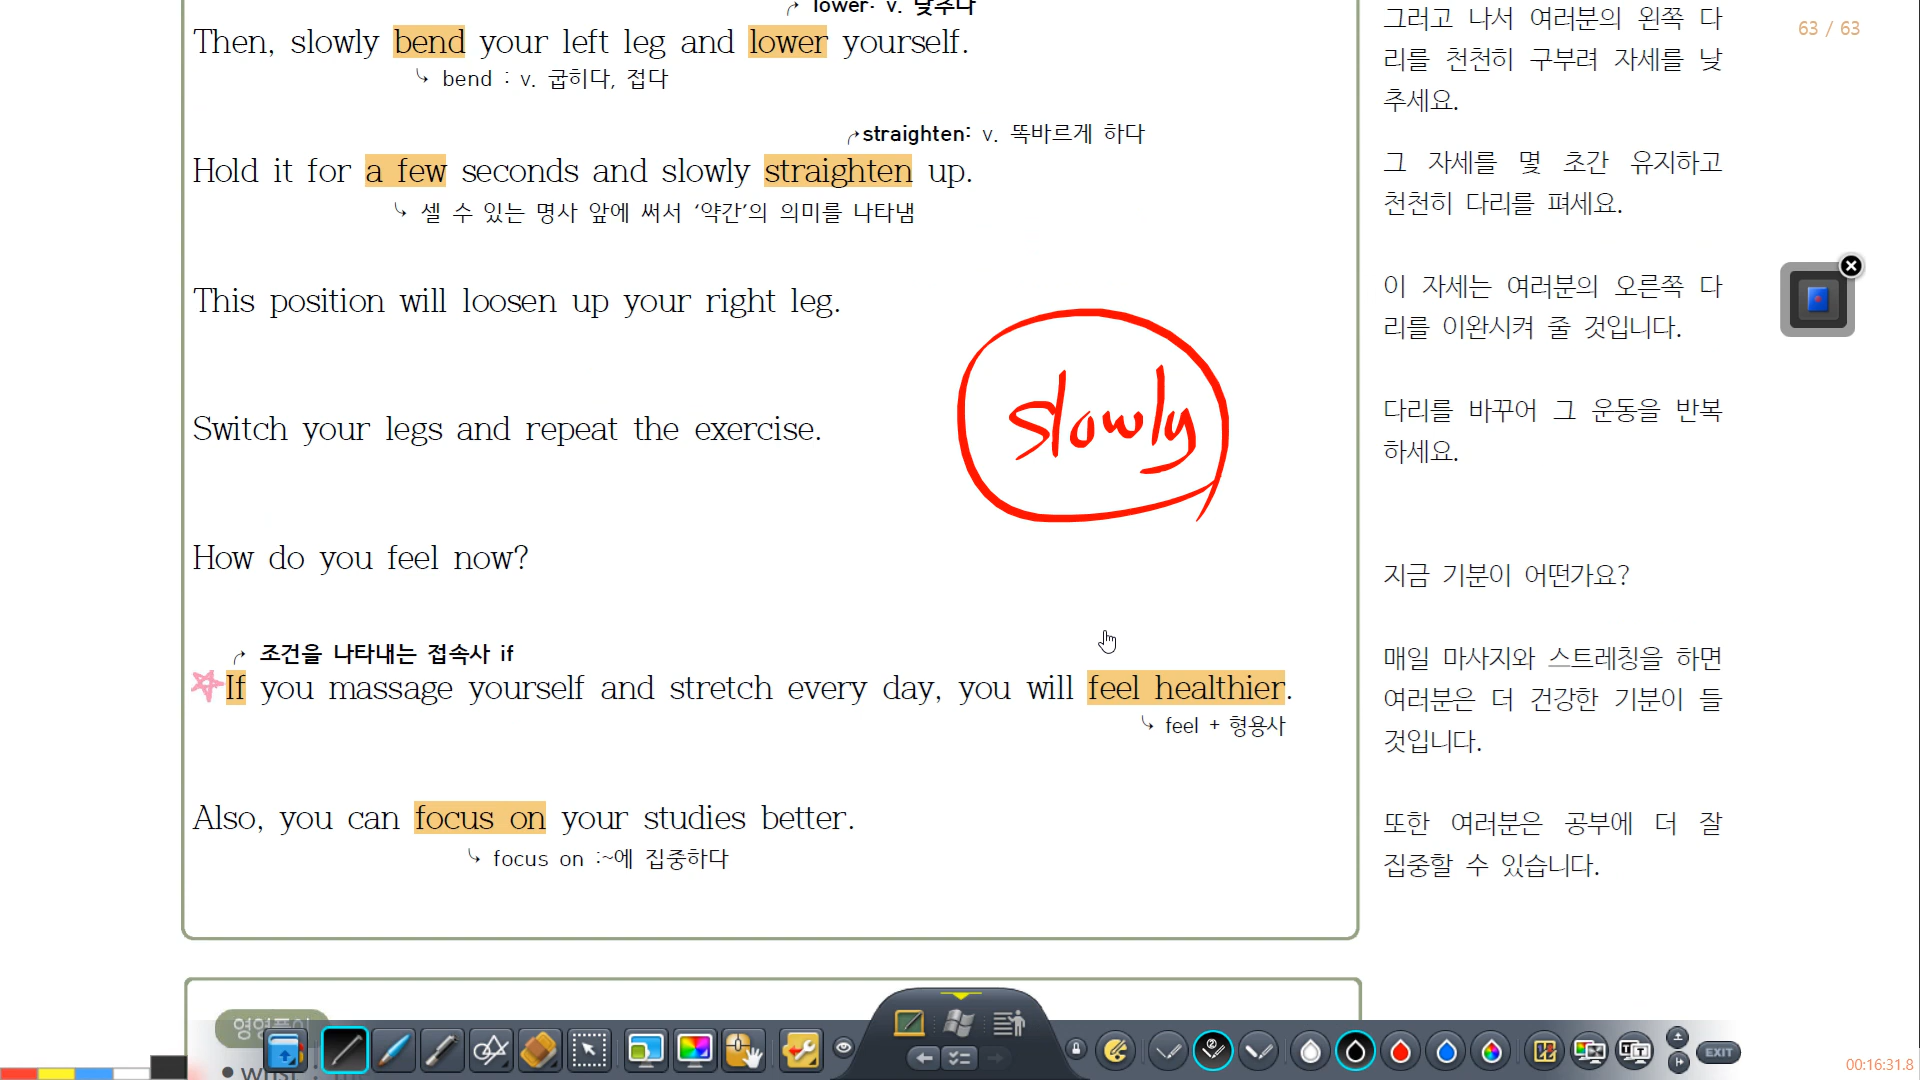 lower: v. 낮추다
Then, slowly bend your left leg and lower yourself.
bend : v. 굽히다, 접다
straighten: v. 똑바르게 하다
Hold it for a few seconds and slowly straighten up.
셀 수 있는 명사 앞에 써서 ‘약간’의 의미를 나타냄
This position will loosen up your right leg.
slowly
Switch your legs and repeat the exercise.
How do you feel now?
조건을 나타내는 접속사 if
If you massage yourself and stretch every day, you will feel healthier.
feel + 형용사
Also, you can focus on your studies better.
focus on :~에 집중하다
그러고 나서 여러분의 왼쪽 다
리를 천천히 구부려 자세를 낮
추세요.
그 자세를 몇 초간 유지하고
천천히 다리를 펴세요.
이 자세는 여러분의 오른쪽 다
리를 이완시켜 줄 것입니다.
다리를 바꾸어 그 운동을 반복
하세요.
지금 기분이 어떤가요?
매일 마사지와 스트레칭을 하면
여러분은 더 건강한 기분이 들
것입니다.
또한 여러분은 공부에 더 잘
집중할 수 있습니다.
63 / 63
영영풀이
EXIT
00:16:31.8